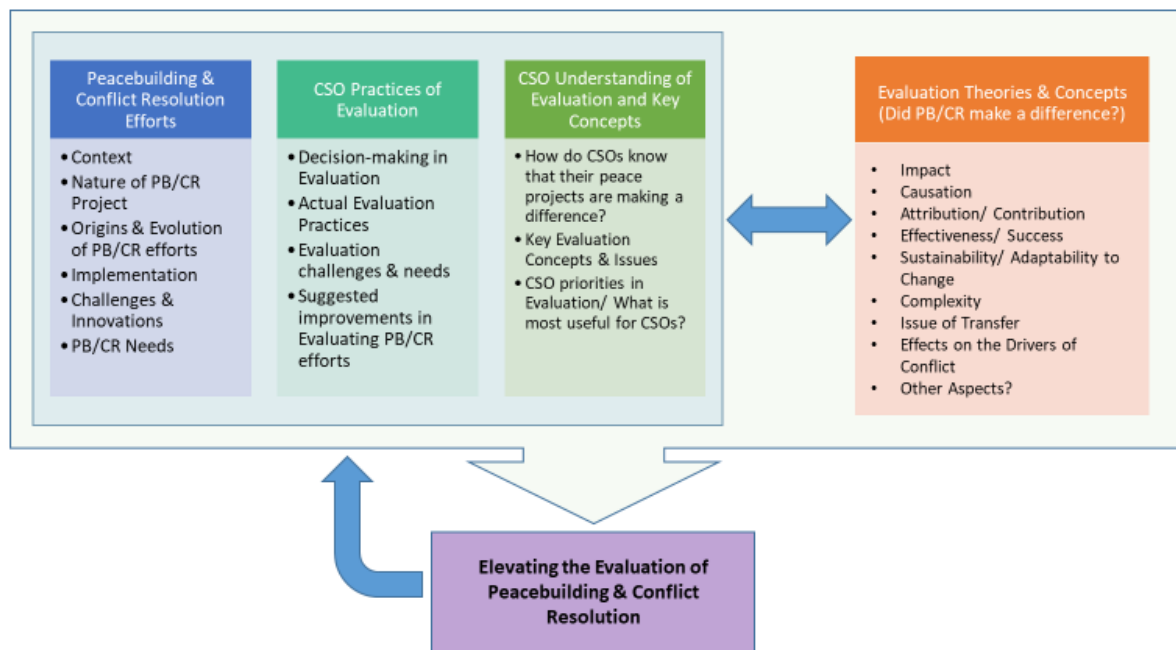 Peacebuilding &
Conflict Resolution
Efforts
• Context
• Nature of PB/CR
Project
• Origins & Evolution
of PB/CR efforts
• Implementation
• Challenges &
Innovations
• PB/CR Needs
CSO Practices of
Evaluation
• Decision-making in
Evaluation
• Actual Evaluation
Practices
• Evaluation
challenges & needs
• Suggested
improvements in
Evaluating PB/CR
efforts
CSO Understanding of
Evaluation and Key
Concepts
• How do CSOs know
that their peace
projects are making a
difference?
• Key Evaluation
Concepts & Issues
• CSO priorities in
Evaluation/ What is
most useful for CSOs?
Evaluation Theories & Concepts
(Did PB/CR make a difference?)
• Impact
• Causation
• Attribution/ Contribution
• Effectiveness/ Success
• Sustainability/ Adaptability to
Change
• Complexity
• Issue of Transfer
• Effects on the Drivers of
Conflict
• Other Aspects?
Elevating the Evaluation of
Peacebuilding & Conflict
Resolution